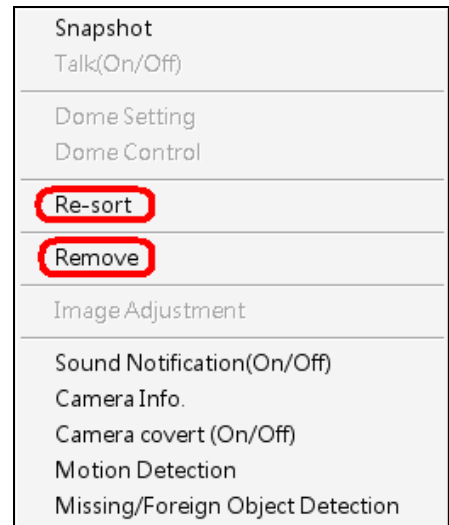 Snapshot
Talk(On/Off)
Dome Setting
Dome Control
Re-sort
Remove
Image Adjustment
Sound Notification(On/Off)
Camera Info.
Camera covert (On/Off)
Motion Detection
Missing/Foreign Object Detection